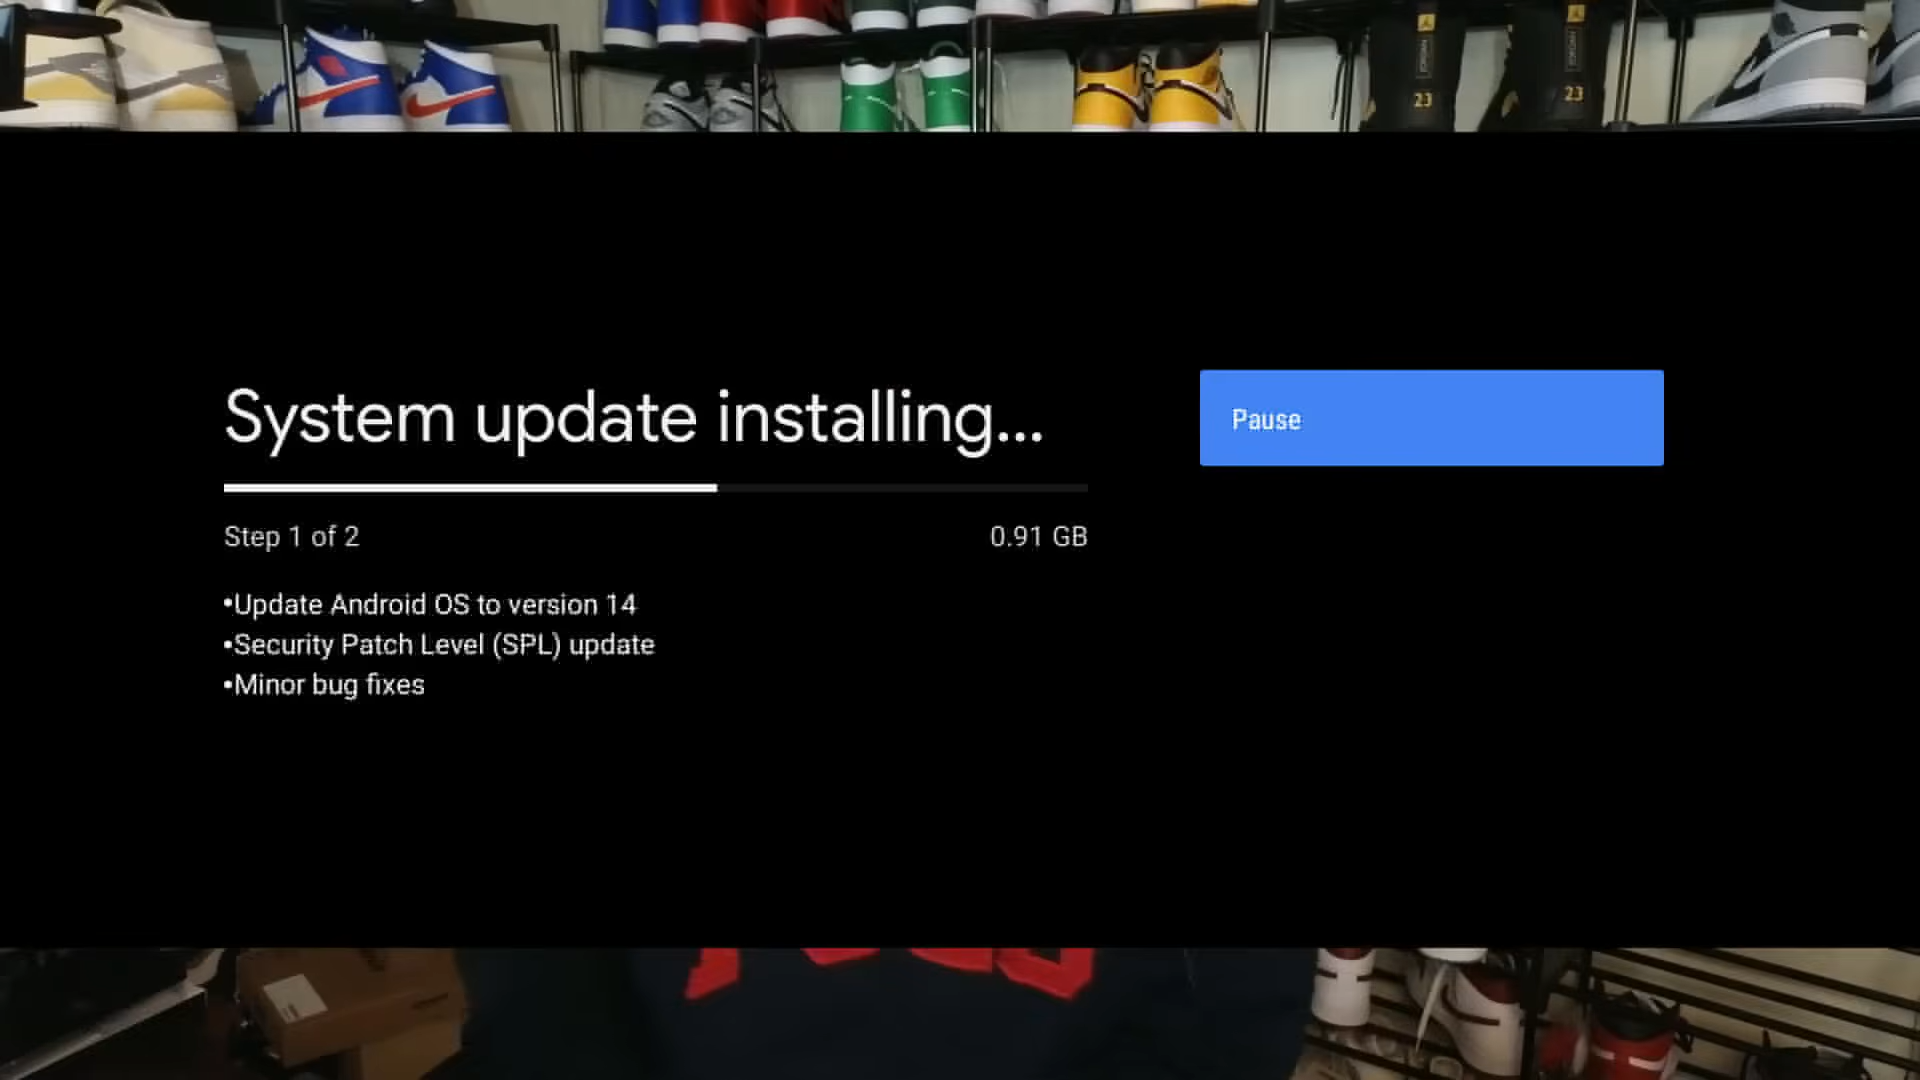 23
23
System update installing...
Pause
Step 1 of 2
0.91 GB
•Update Android OS to version 14
•Security Patch Level (SPL) update
•Minor bug fixes